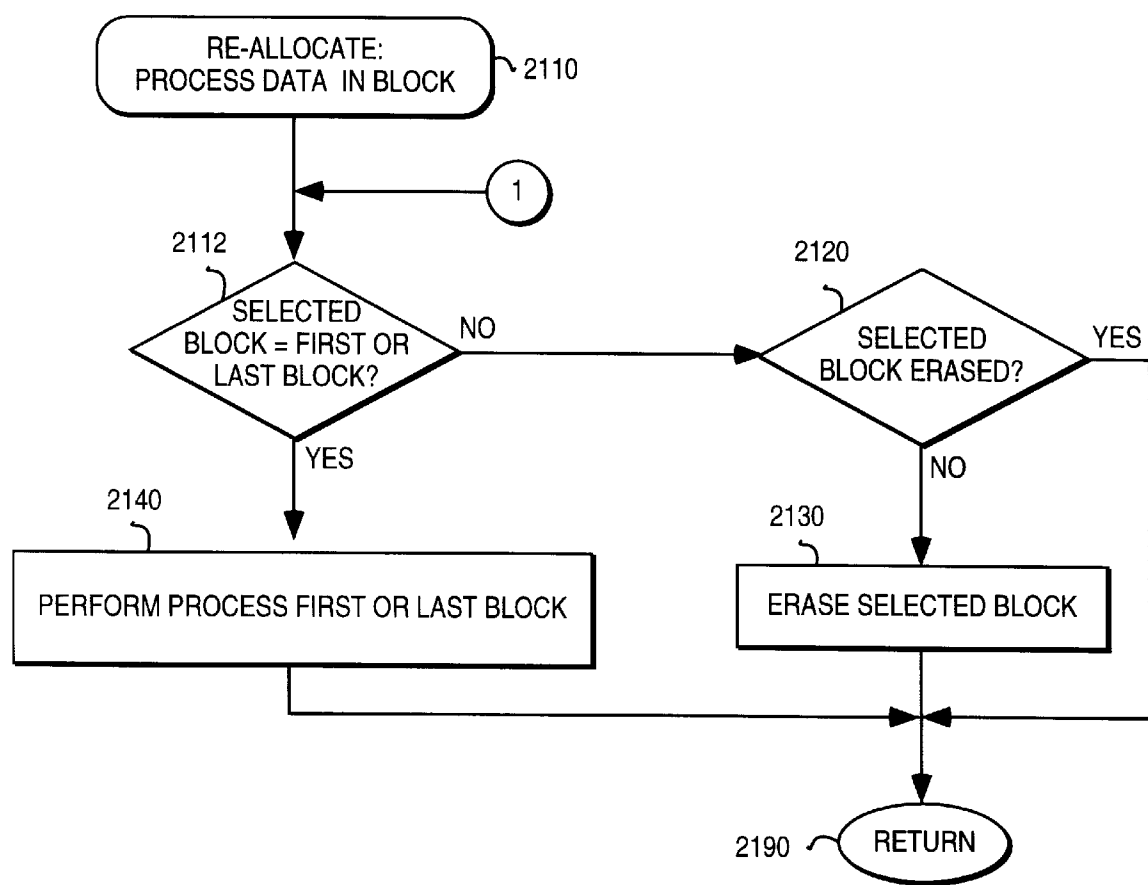 RE-ALLOCATE:
PROCESS DATA IN BLOCK
2110
1
2112
SELECTED
BLOCK = FIRST OR
LAST BLOCK?
NO
YES
2120
SELECTED
BLOCK ERASED?
YES
NO
2140
PERFORM PROCESS FIRST OR LAST BLOCK
2130
ERASE SELECTED BLOCK
2190
RETURN